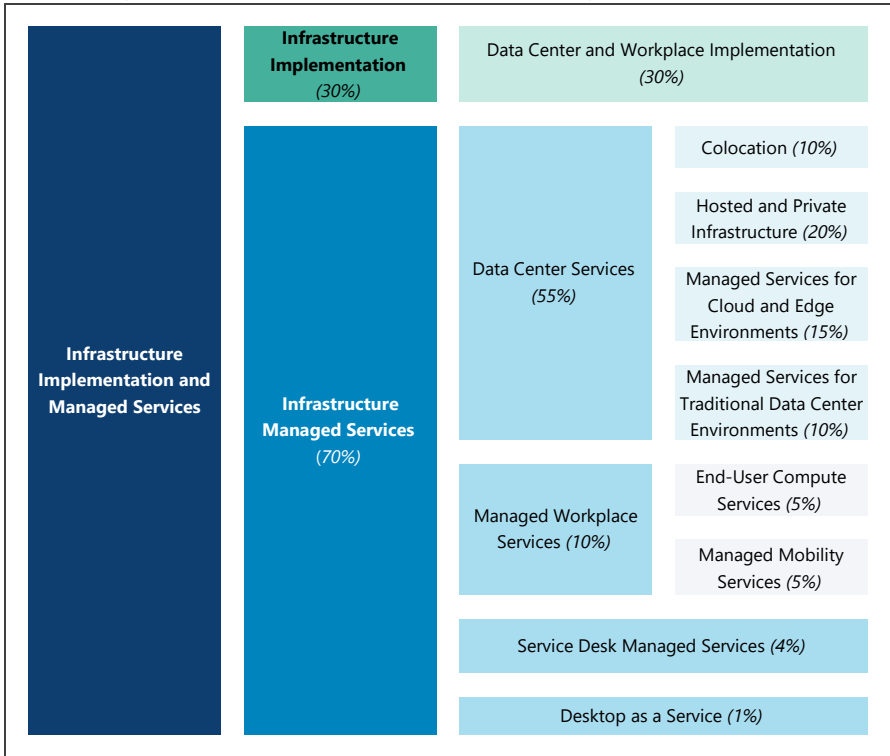 Infrastructure
Implementation and
Managed Services
Infrastructure
Implementation
(30%)
Data Center and Workplace Implementation
(30%)
Infrastructure
Managed Services
(70%)
Data Center Services
(55%)
Colocation (10%)
Hosted and Private
Infrastructure (20%)
Managed Services for
Cloud and Edge
Environments (15%)
Managed Services for
Traditional Data Center
Environments (10%)
Managed Workplace
Services (10%)
End-User Compute
Services (5%)
Managed Mobility
Services (5%)
Service Desk Managed Services (4%)
Desktop as a Service (1%)